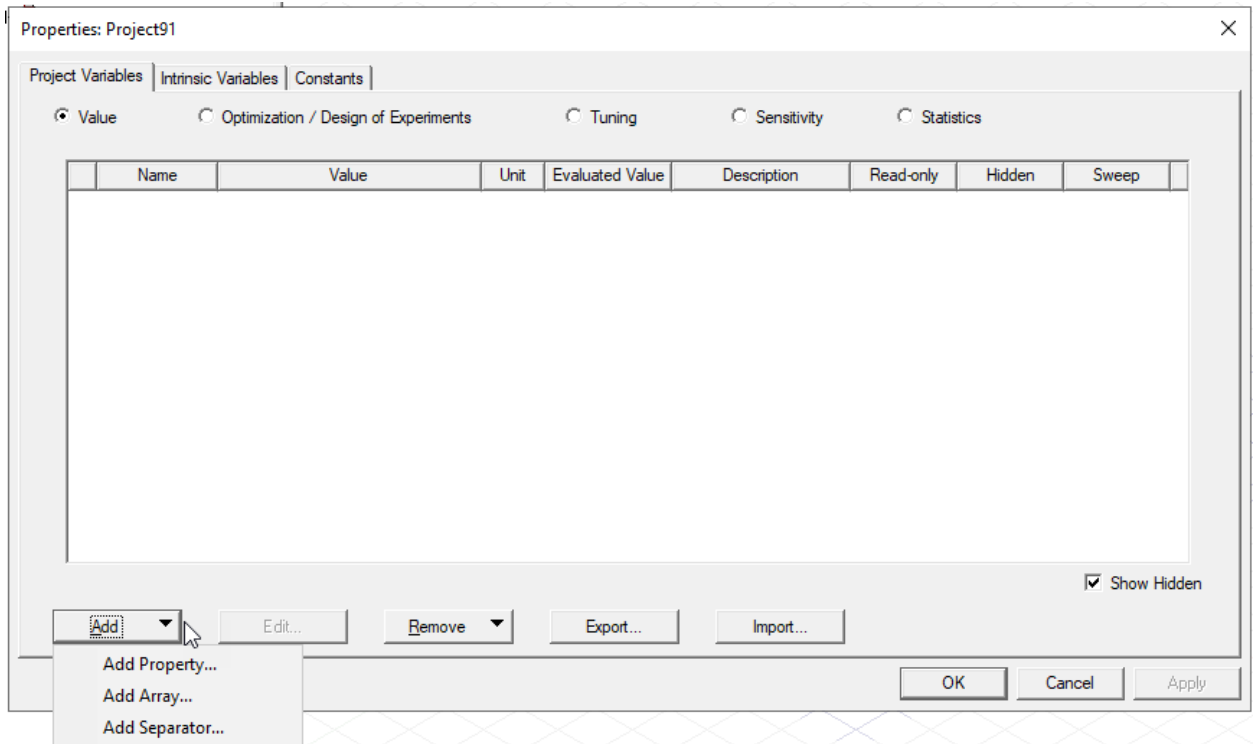 Properties: Project91
Project Variables Intrinsic Variables Constants
Value Optimization / Design of Experiments Tuning Sensitivity Statistics
Name Value Unit Evaluated Value Description Read-only Hidden Sweep
Show Hidden
Add Edit... Remove Export... Import...
Add Property...
OK Cancel Apply
Add Array...
Add Separator...